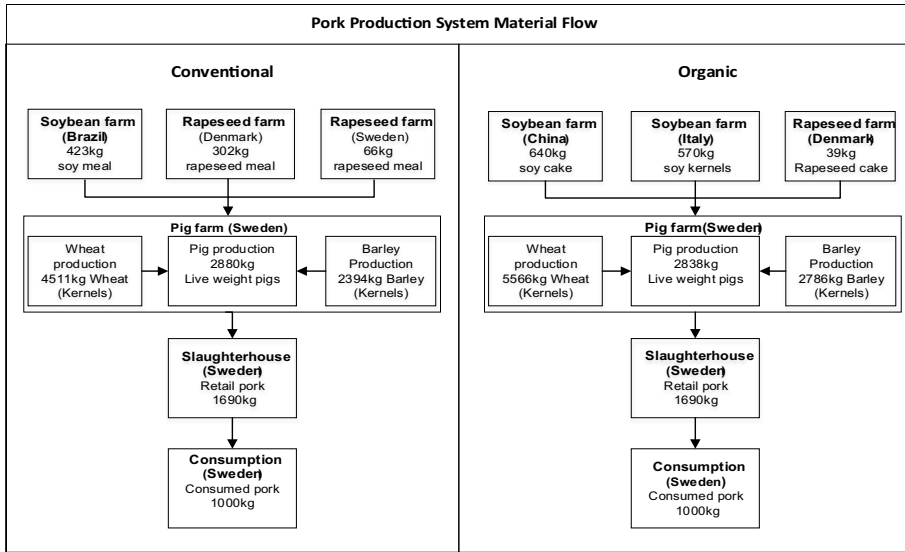 Pork Production System Material Flow
Conventional
Soybean farm
(Brazil)
423kg
soy meal
Rapeseed farm
(Denmark)
302kg
rapeseed meal
Rapeseed farm
(Sweden)
66kg
rapeseed meal
Pig farm (Sweden)
Wheat
production
4511kg Wheat
(Kernels)
Pig production
2880kg
Live weight pigs
Barley
Production
2394kg Barley
(Kernels)
Slaughterhouse
(Sweden)
Retail pork
1690kg
Consumption
(Sweden)
Consumed pork
1000kg
Organic
Soybean farm
(China)
640kg
soy cake
Soybean farm
(Italy)
570kg
soy kernels
Rapeseed farm
(Denmark)
39kg
Rapeseed cake
Pig farm(Sweden)
Wheat
production
5566kg Wheat
(Kernels)
Pig production
2838kg
Live weight pigs
Barley
Production
2786kg Barley
(Kernels)
Slaughterhouse
(Sweden)
Retail pork
1690kg
Consumption
(Sweden)
Consumed pork
1000kg